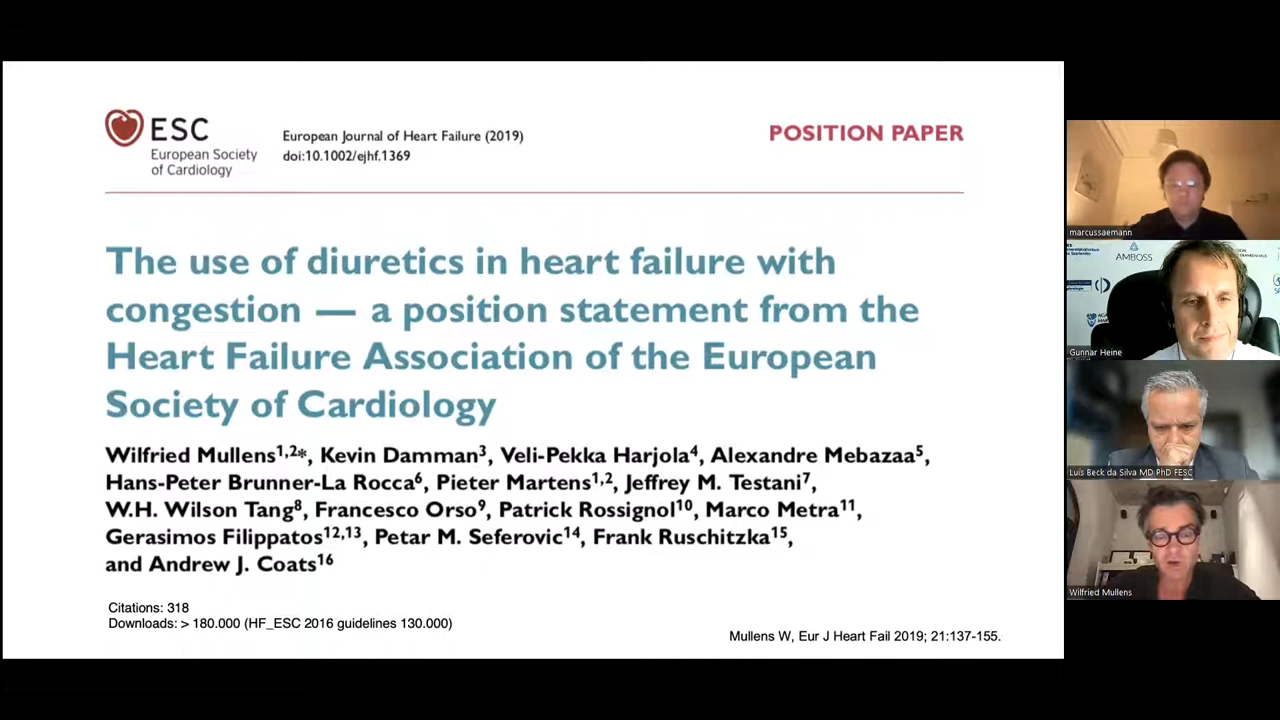 ESC
European Society
of Cardiology
European Journal of Heart Failure (2019)
doi:10.1002/ejhf.1369
POSITION PAPER
The use of diuretics in heart failure with
congestion — a position statement from the
Heart Failure Association of the European
Society of Cardiology
Wilfried Mullens1,2*, Kevin Damman3, Veli-Pekka Harjola4, Alexandre Mebazaa5,
Hans-Peter Brunner-La Rocca6, Pieter Martens1,2, Jeffrey M. Testani7,
W.H. Wilson Tang8, Francesco Orso9, Patrick Rossignol10, Marco Metra11,
Gerasimos Filippatos12,13, Petar M. Seferovic14, Frank Ruschitzka15,
and Andrew J. Coats16
Citations: 318
Downloads: > 180.000 (HF_ESC 2016 guidelines 130.000)
Mullens W, Eur J Heart Fail 2019; 21:137-155.
marcussaemann
AMBOSS
Gunnar Heine
Luís Beck da Silva MD PhD FESC
Wilfried Mullens